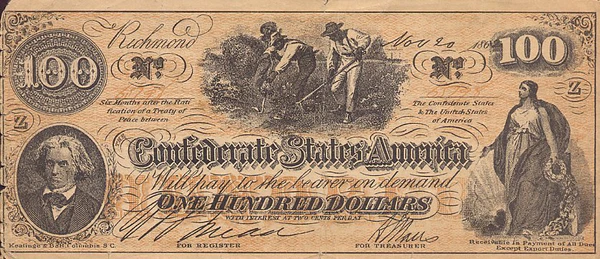 Richmond Nov 20 186
100 100
No. No.
Six Months after the Rati
fication of a Treaty of
Peace between
The Confederate States
& The United States
of America
Z Z
Confederate States of America
Will pay to the bearer on demand
ONE HUNDRED DOLLARS
WITH INTEREST AT TWO CENTS PER DAY
FOR REGISTER
FOR TREASURER
Keatinge & Ball, Columbia S.C.
Receivable in Payment of All Dues
Except Export Duties.